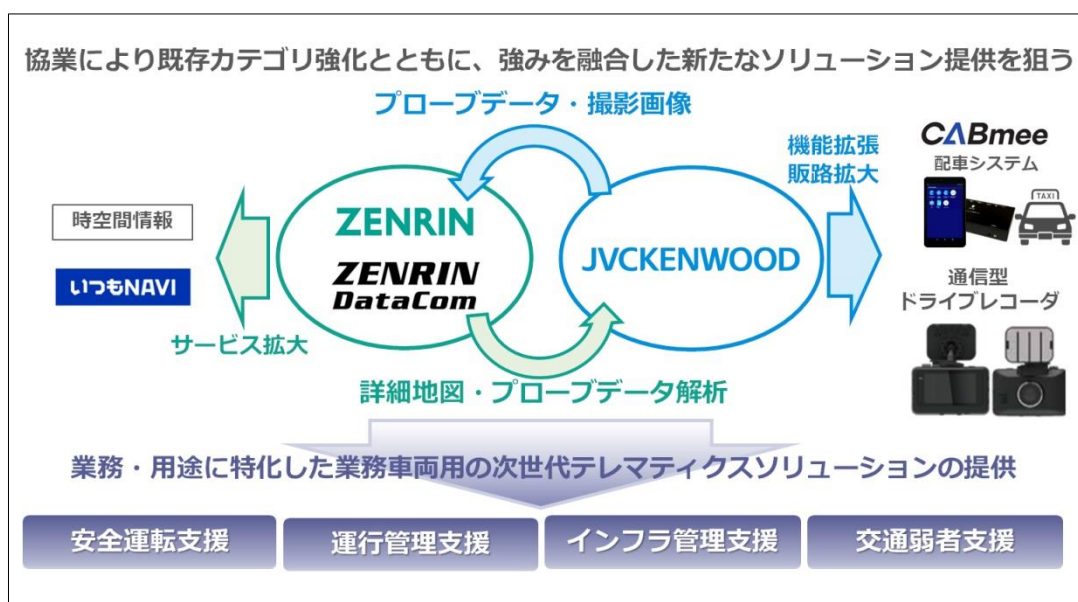 協業により既存カテゴリ強化とともに、強みを融合した新たなソリューション提供を狙う
プローブデータ・撮影画像
機能拡張
販路拡大
CABmee
配車システム
TAXI
時空間情報
いつもNAVI
サービス拡大
ZENRIN
ZENRIN
DataCom
JVCKENWOOD
通信型
ドライブレコーダ
詳細地図・プローブデータ解析
業務・用途に特化した業務車両用の次世代テレマティクスソリューションの提供
安全運転支援
運行管理支援
インフラ管理支援
交通弱者支援